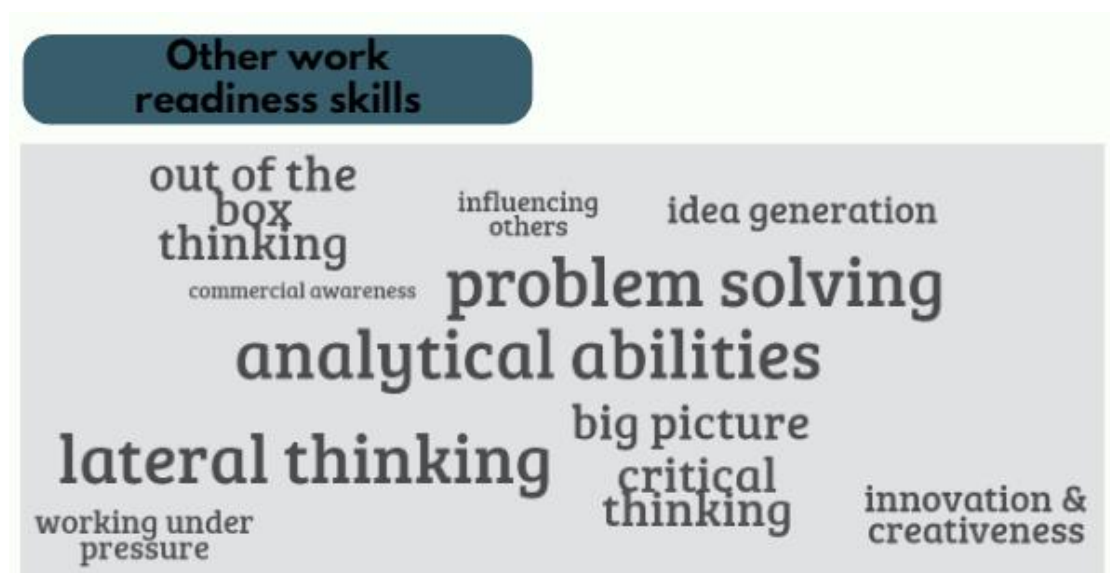 Other work
readiness skills
out of the
box
thinking
influencing
others
idea generation
commercial awareness
problem solving
analytical abilities
lateral thinking
big picture
critical
thinking
working under
pressure
innovation &
creativeness